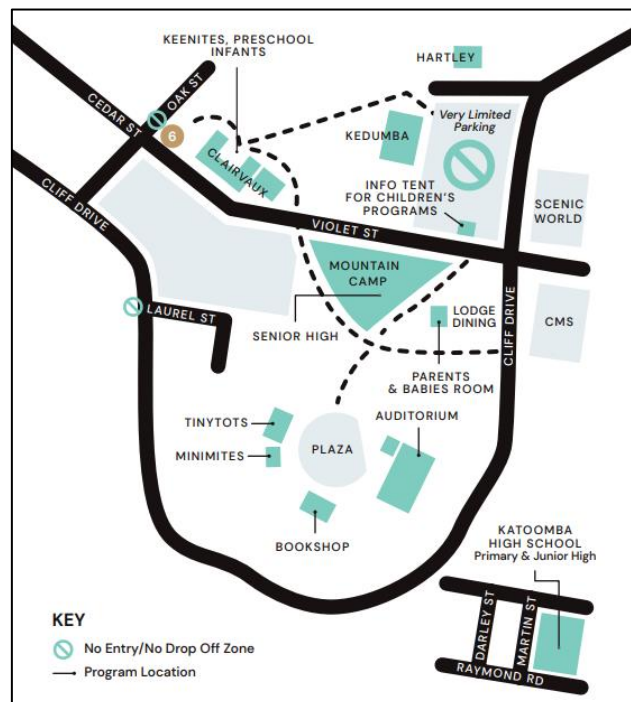 KEENITES, PRESCHOOL
INFANTS
HARTLEY
OAK ST
CEDAR ST
6
Very Limited
Parking
KEDUMBA
CLAIRVAUX
INFO TENT
FOR CHILDREN'S
PROGRAMS
CLIFF DRIVE
SCENIC
WORLD
VIOLET ST
MOUNTAIN
CAMP
LAUREL ST
LODGE
DINING
CMS
CLIFF DRIVE
SENIOR HIGH
PARENTS
& BABIES ROOM
TINYTOTS
AUDITORIUM
MINIMITES
PLAZA
BOOKSHOP
KATOOMBA
HIGH SCHOOL
Primary & Junior High
DARLEY ST
MARTIN ST
RAYMOND RD
KEY
No Entry/No Drop Off Zone
Program Location